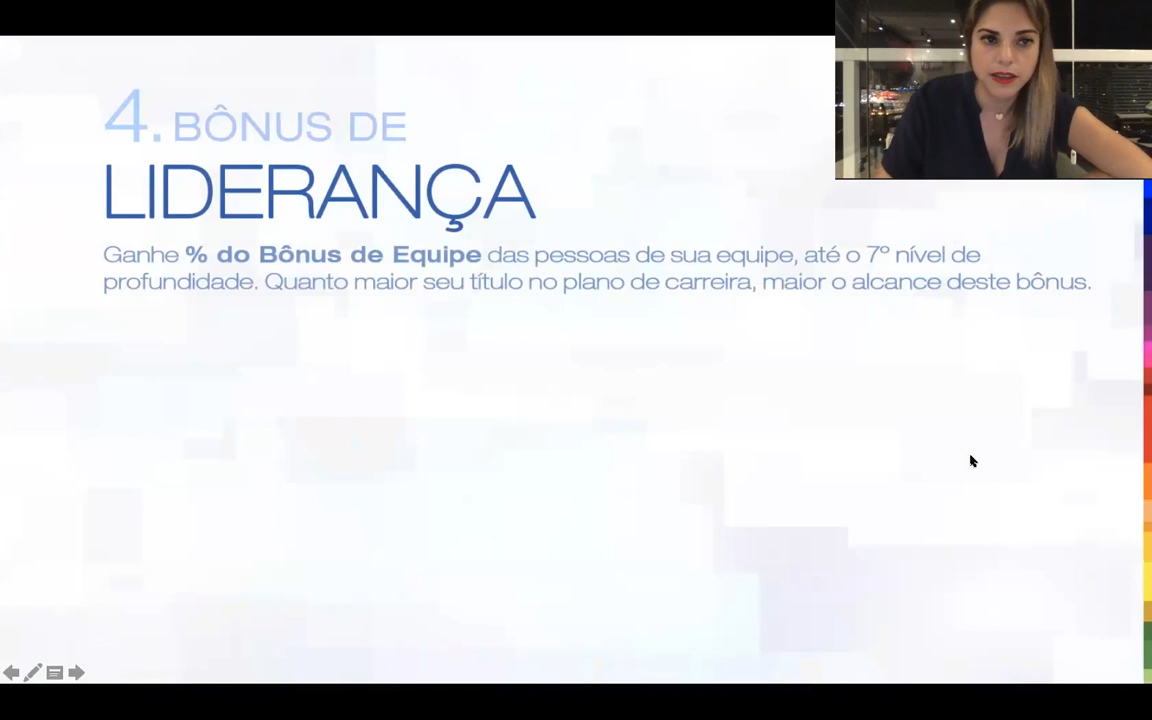 4. BÔNUS DE
LIDERANÇA
Ganhe % do Bônus de Equipe das pessoas de sua equipe, até o 7º nível de
profundidade. Quanto maior seu título no plano de carreira, maior o alcance deste bônus.